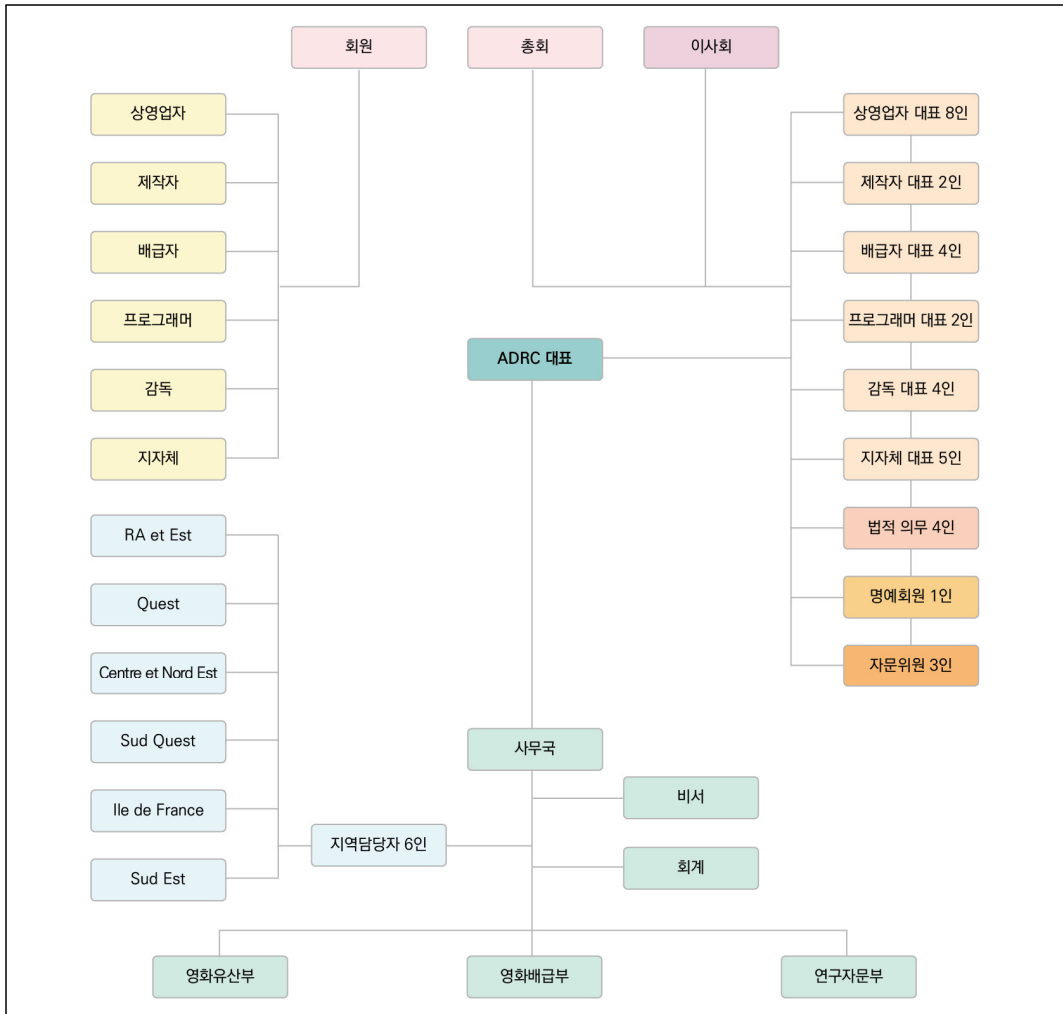 회원
총회
이사회
상영업자
제작자
배급자
프로그래머
감독
지자체
상영업자 대표 8인
제작자 대표 2인
배급자 대표 4인
프로그래머 대표 2인
감독 대표 4인
지자체 대표 5인
법적 의무 4인
명예회원 1인
자문위원 3인
ADRC 대표
RA et Est
Quest
Centre et Nord Est
Sud Quest
Ile de France
Sud Est
지역담당자 6인
사무국
비서
회계
영화유산부
영화배급부
연구자문부